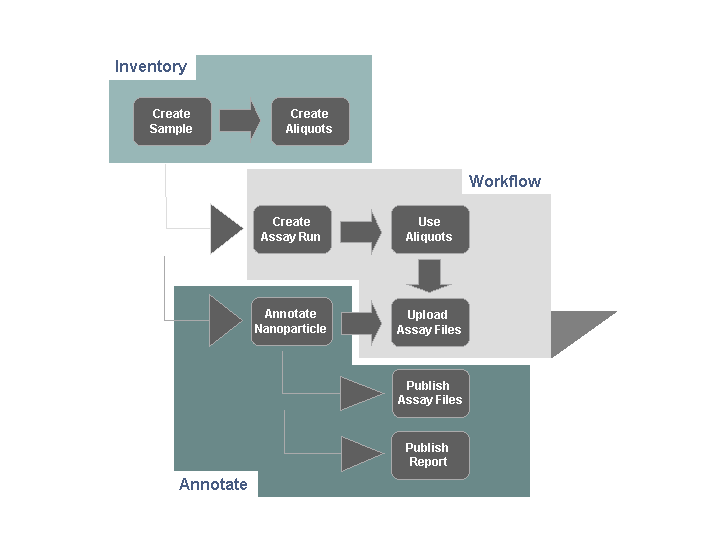 Inventory
Create
Sample
Create
Aliquots
Workflow
Create
Assay Run
Use
Aliquots
Annotate
Nanoparticle
Upload
Assay Files
Publish
Assay Files
Publish
Report
Annotate